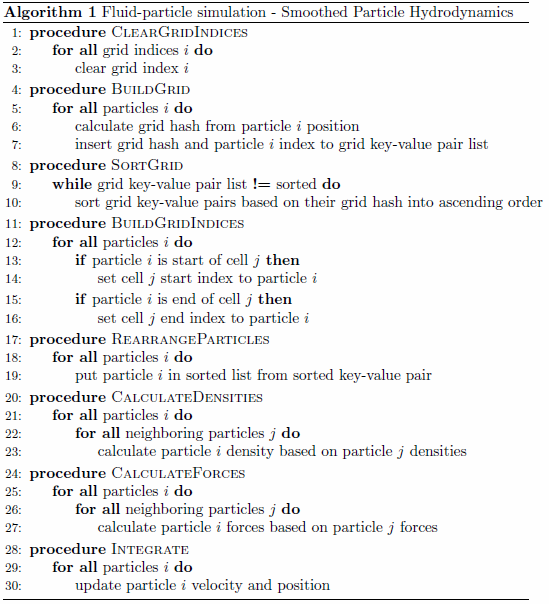 Algorithm 1 Fluid-particle simulation - Smoothed Particle Hydrodynamics
1: procedure ClearGridIndices
2: for all grid indices i do
3: clear grid index i
4: procedure BuildGrid
5: for all particles i do
6: calculate grid hash from particle i position
7: insert grid hash and particle i index to grid key-value pair list
8: procedure SortGrid
9: while grid key-value pair list != sorted do
10: sort grid key-value pairs based on their grid hash into ascending order
11: procedure BuildGridIndices
12: for all particles i do
13: if particle i is start of cell j then
14: set cell j start index to particle i
15: if particle i is end of cell j then
16: set cell j end index to particle i
17: procedure RearrangeParticles
18: for all particles i do
19: put particle i in sorted list from sorted key-value pair
20: procedure CalculateDensities
21: for all particles i do
22: for all neighboring particles j do
23: calculate particle i density based on particle j densities
24: procedure CalculateForces
25: for all particles i do
26: for all neighboring particles j do
27: calculate particle i forces based on particle j forces
28: procedure Integrate
29: for all particles i do
30: update particle i velocity and position